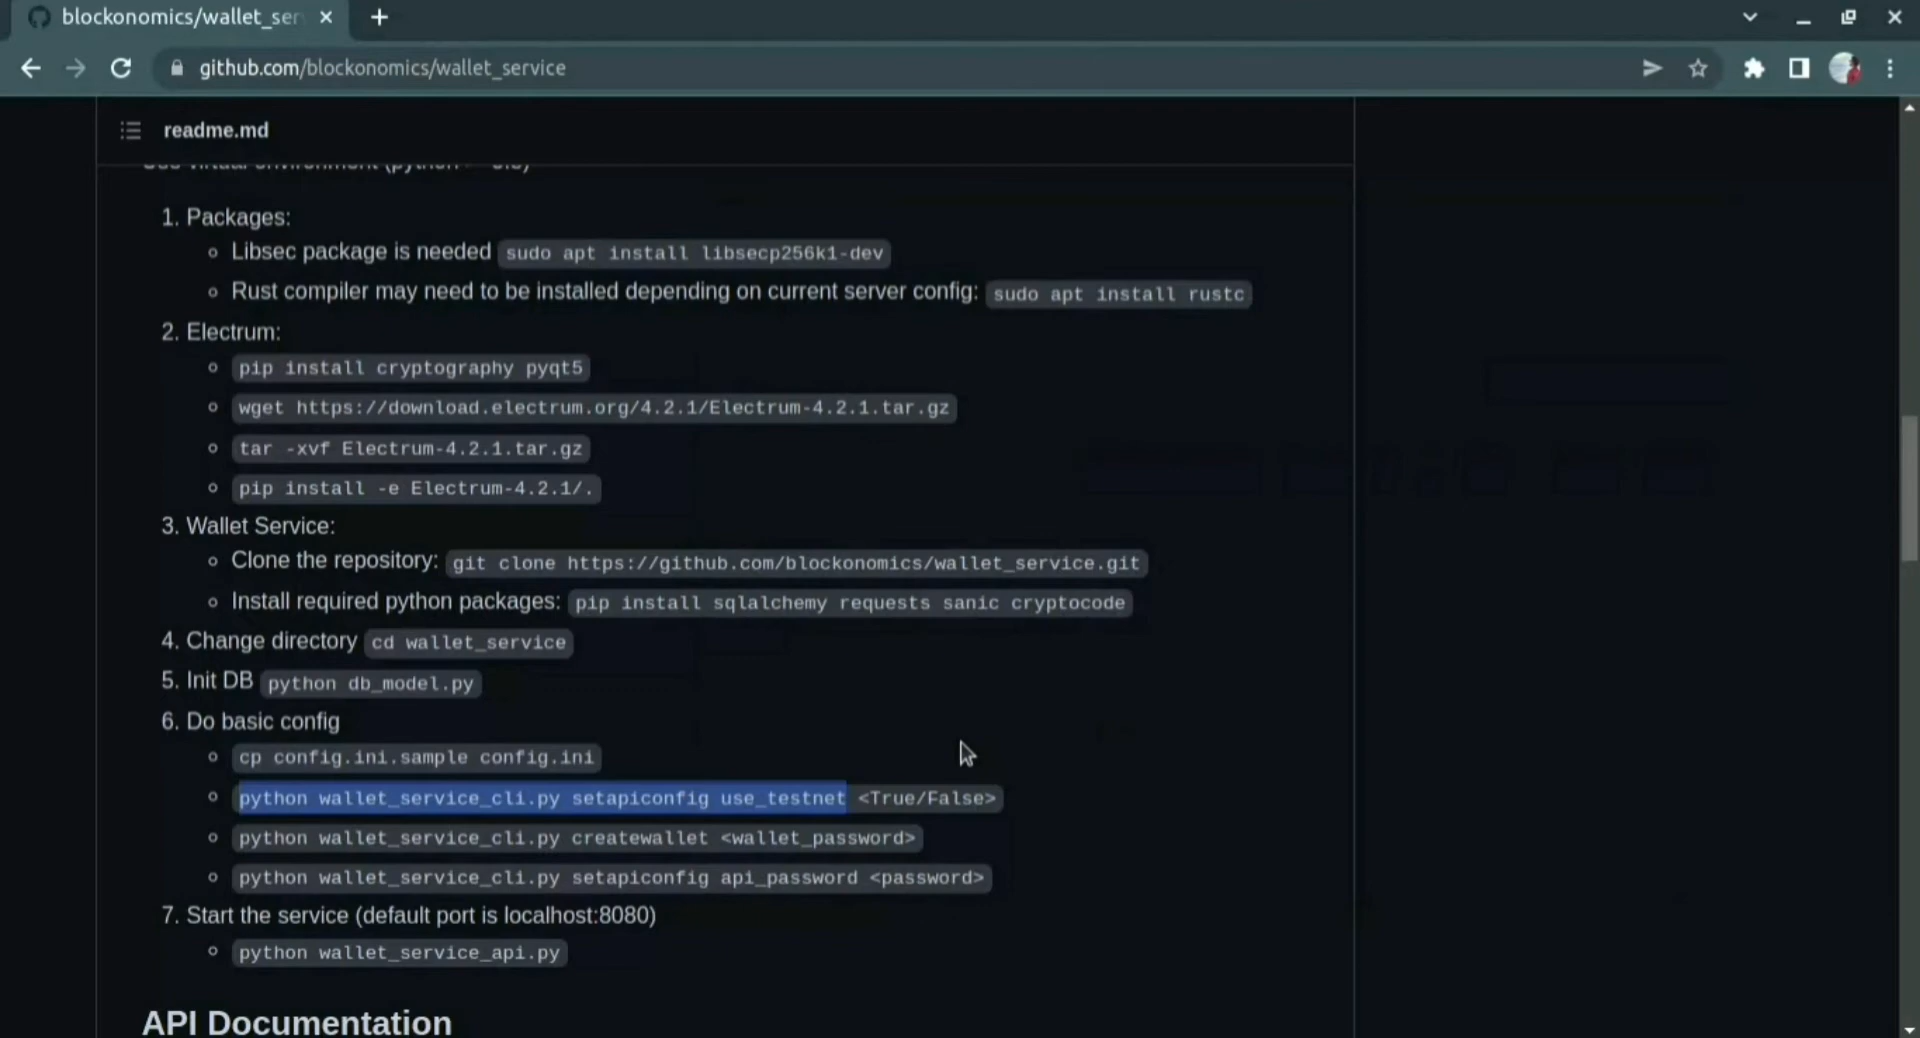 blockonomics/wallet_ser
github.com/blockonomics/wallet_service
readme.md
1. Packages:
Libsec package is needed sudo apt install libsecp256k1-dev
Rust compiler may need to be installed depending on current server config: sudo apt install rustc
2. Electrum:
pip install cryptography pyqt5
wget https://download.electrum.org/4.2.1/Electrum-4.2.1.tar.gz
tar -xvf Electrum-4.2.1.tar.gz
pip install -e Electrum-4.2.1/.
3. Wallet Service:
Clone the repository: git clone https://github.com/blockonomics/wallet_service.git
Install required python packages: pip install sqlalchemy requests sanic cryptocode
4. Change directory cd wallet_service
5. Init DB python db_model.py
6. Do basic config
cp config.ini.sample config.ini
python wallet_service_cli.py setapiconfig use_testnet <True/False>
python wallet_service_cli.py createwallet <wallet_password>
python wallet_service_cli.py setapiconfig api_password <password>
7. Start the service (default port is localhost:8080)
python wallet_service_api.py
API Documentation